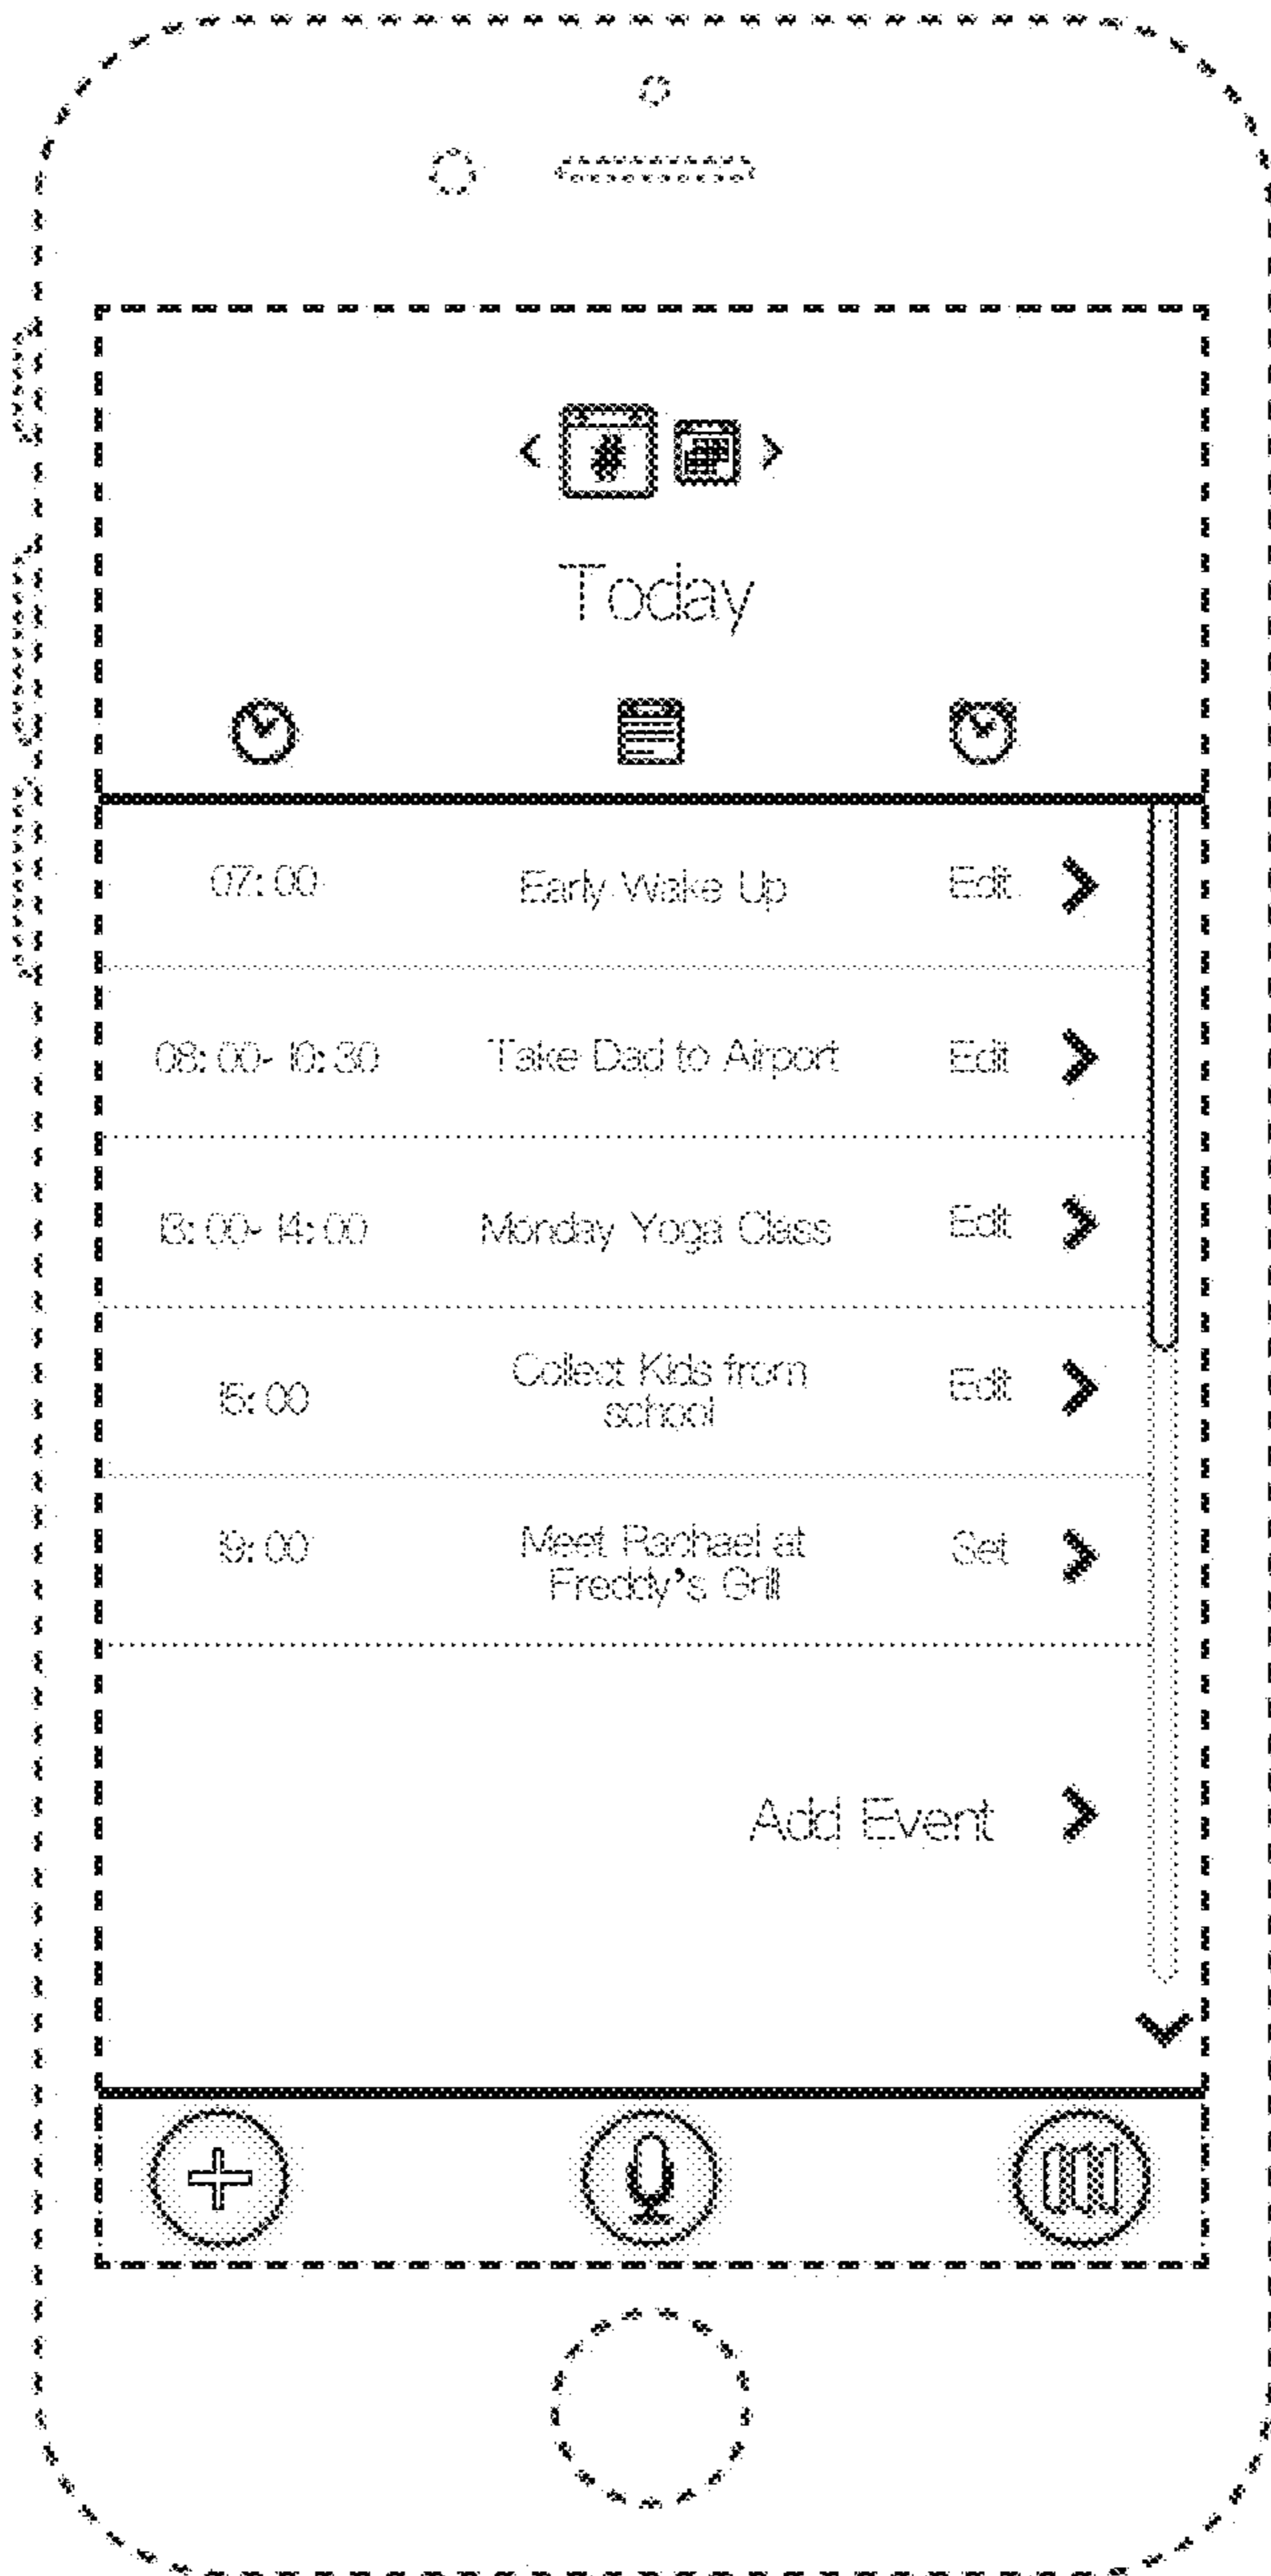 #
Today
07:00 Early Wake Up Edit
08:00-10:30 Take Dad to Airport Edit
13:00-14:00 Monday Yoga Class Edit
15:00 Collect Kids from school Edit
19:00 Meet Rachael at Freddy's Grill Set
Add Event